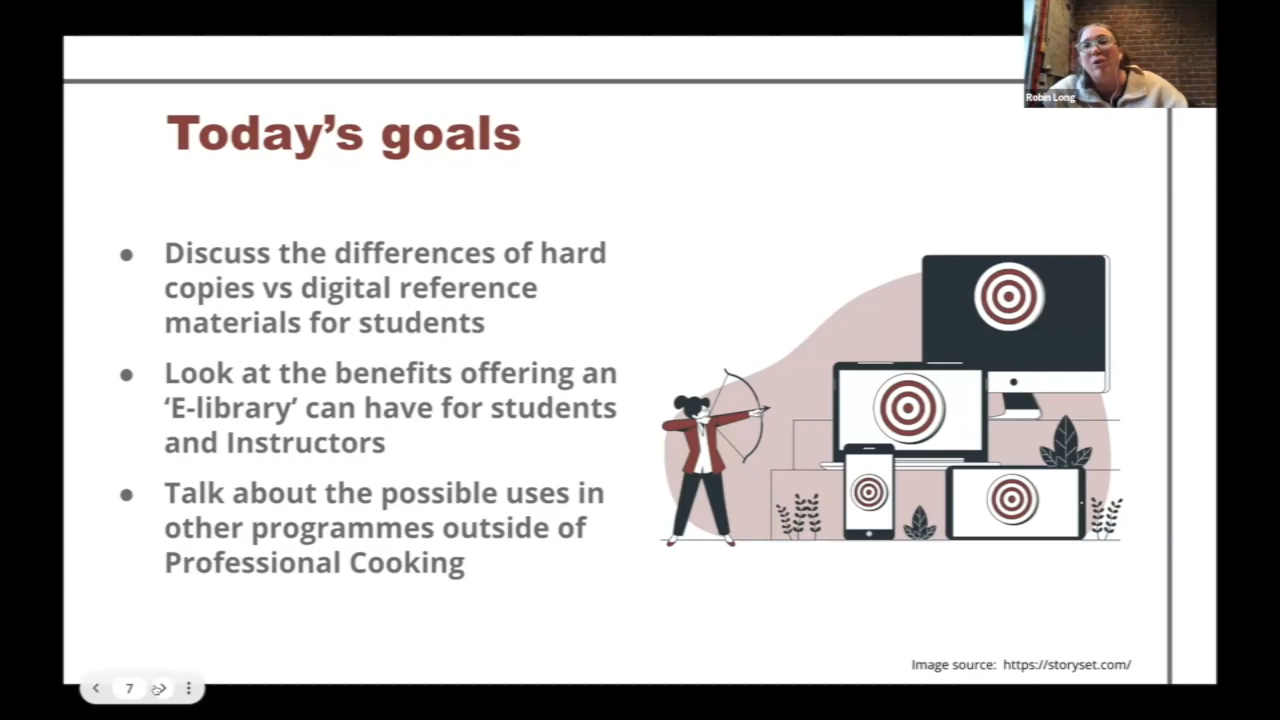 Robin Long
Today's goals
● Discuss the differences of hard
copies vs digital reference
materials for students
● Look at the benefits offering an
‘E-library’ can have for students
and Instructors
● Talk about the possible uses in
other programmes outside of
Professional Cooking
Image source: https://storyset.com/
7